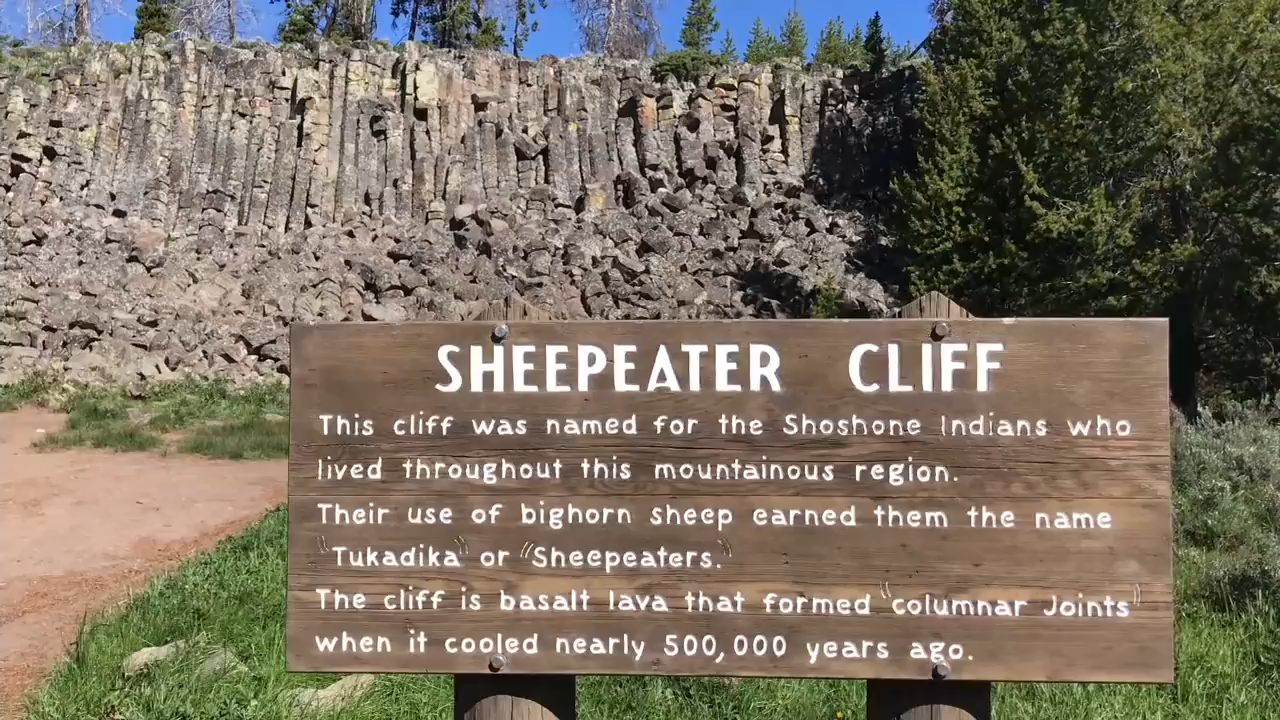 SHEEPEATER CLIFF
This cliff was named for the Shoshone Indians who
lived throughout this mountainous region.
Their use of bighorn sheep earned them the name
"Tukadika" or "Sheepeaters."
The cliff is basalt lava that formed "columnar Joints"
when it cooled nearly 500,000 years ago.